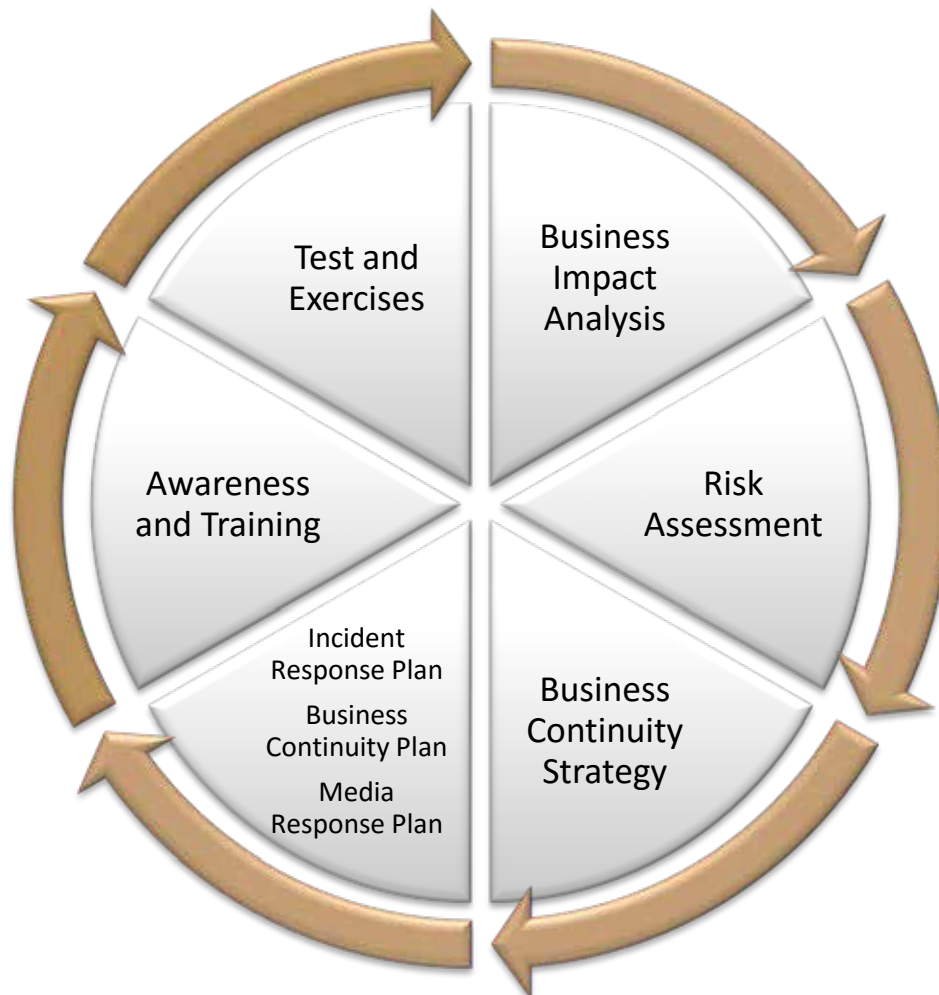 Business
Impact
Analysis
Risk
Assessment
Business
Continuity
Strategy
Incident
Response Plan
Business
Continuity Plan
Media
Response Plan
Awareness
and Training
Test and
Exercises